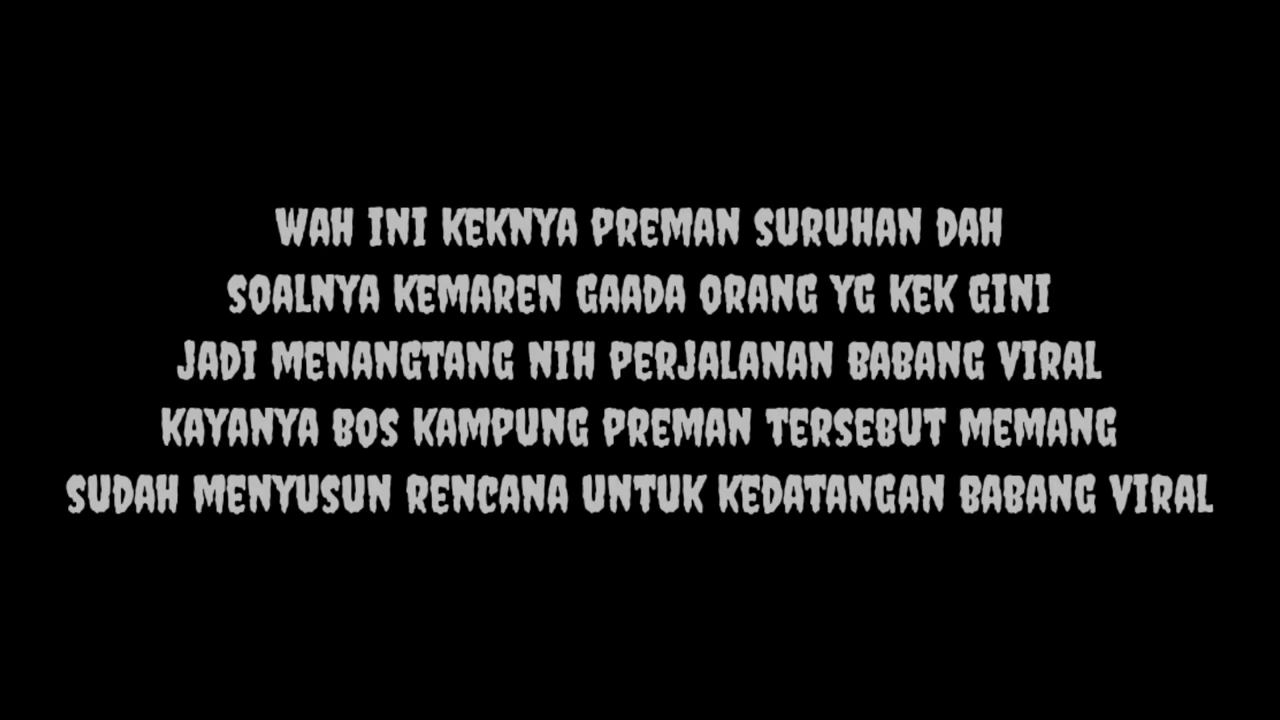 WAH INI KEKNYA PREMAN SURUHAN DAH
SOALNYA KEMAREN GAADA ORANG YG KEK GINI
JADI MENANGTANG NIH PERJALANAN BABANG VIRAL
KAYANYA BOS KAMPUNG PREMAN TERSEBUT MEMANG
SUDAH MENYUSUN RENCANA UNTUK KEDATANGAN BABANG VIRAL